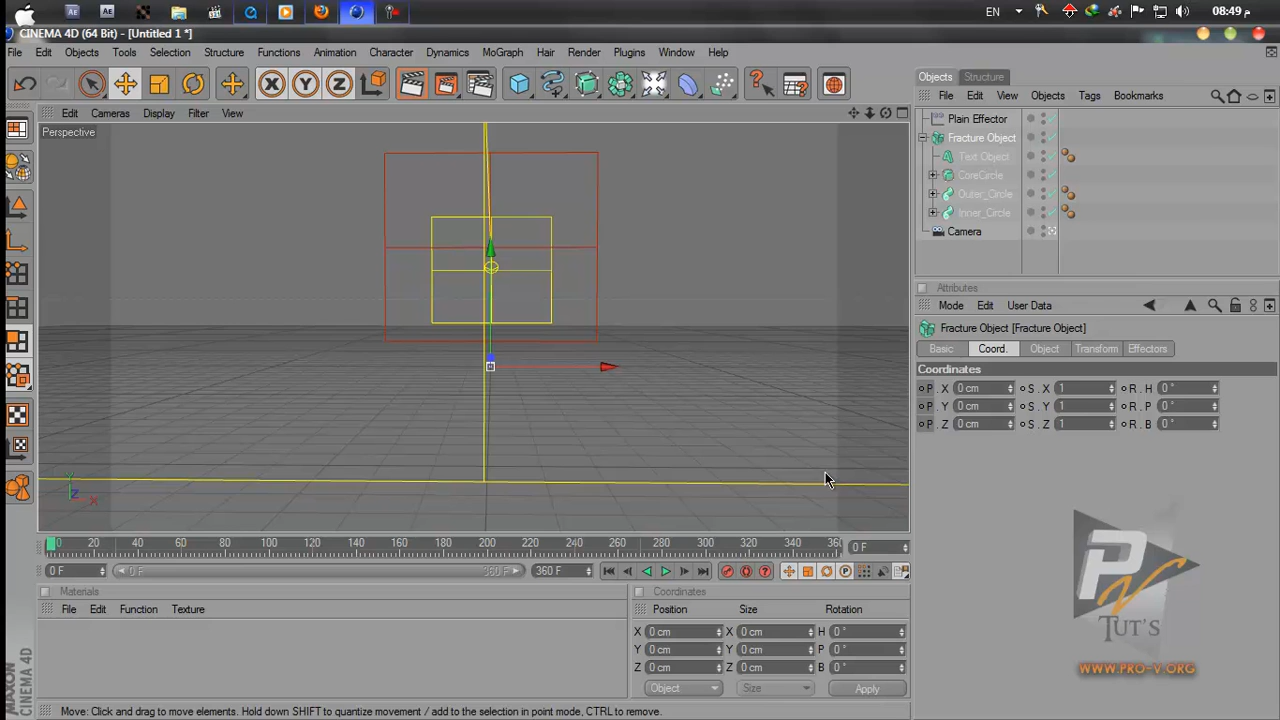 EN
08:49 م
CINEMA 4D (64 Bit) - [Untitled 1 *]
File Edit Objects Tools Selection Structure Functions Animation Character Dynamics MoGraph Hair Render Plugins Window Help
Edit Cameras Display Filter View
Perspective
Objects Structure
File Edit View Objects Tags Bookmarks
Plain Effector
Fracture Object
Text Object
CoreCircle
Outer_Circle
Inner_Circle
Camera
Attributes
Mode Edit User Data
Fracture Object [Fracture Object]
Basic Coord. Object Transform Effectors
Coordinates
P . X 0 cm S . X 1 R . H 0 °
P . Y 0 cm S . Y 1 R . P 0 °
P . Z 0 cm S . Z 1 R . B 0 °
Y
Z
X
0 20 40 60 80 100 120 140 160 180 200 220 240 260 280 300 320 340 36
0 F
0 F 0 F 360 F 360 F
Materials
File Edit Function Texture
Coordinates
Position Size Rotation
X 0 cm X 0 cm H 0 °
Y 0 cm Y 0 cm P 0 °
Z 0 cm Z 0 cm B 0 °
Object Size Apply
Move: Click and drag to move elements. Hold down SHIFT to quantize movement / add to the selection in point mode, CTRL to remove.
MAXON
CINEMA 4D
PV
TUT'S
WWW.PRO-V.ORG